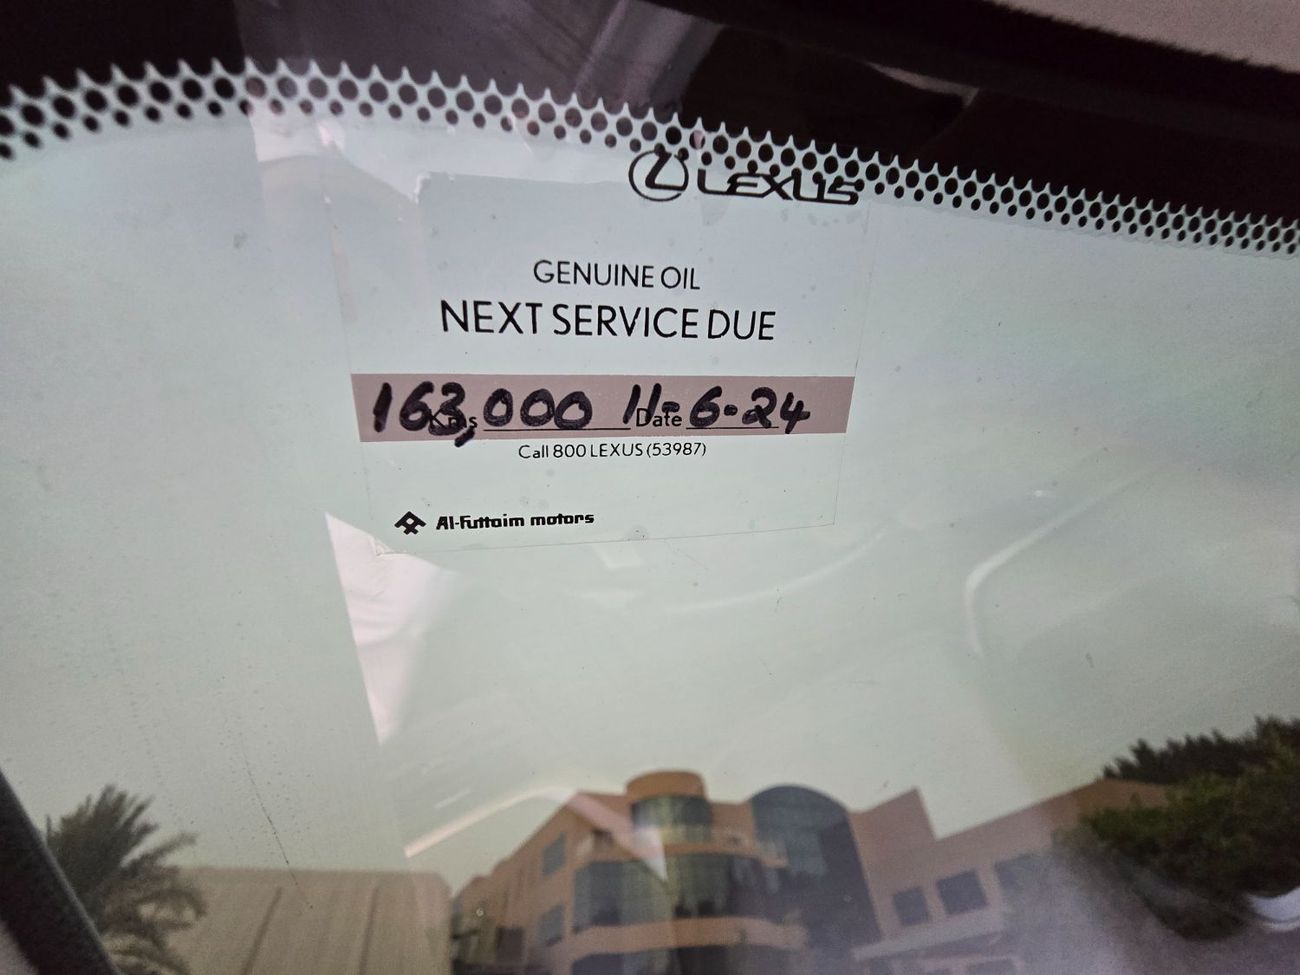 LEXUS
GENUINE OIL
NEXT SERVICE DUE
Kms 163,000 Date 11-6-24
Call 800 LEXUS (53987)
Al-Futtaim motors